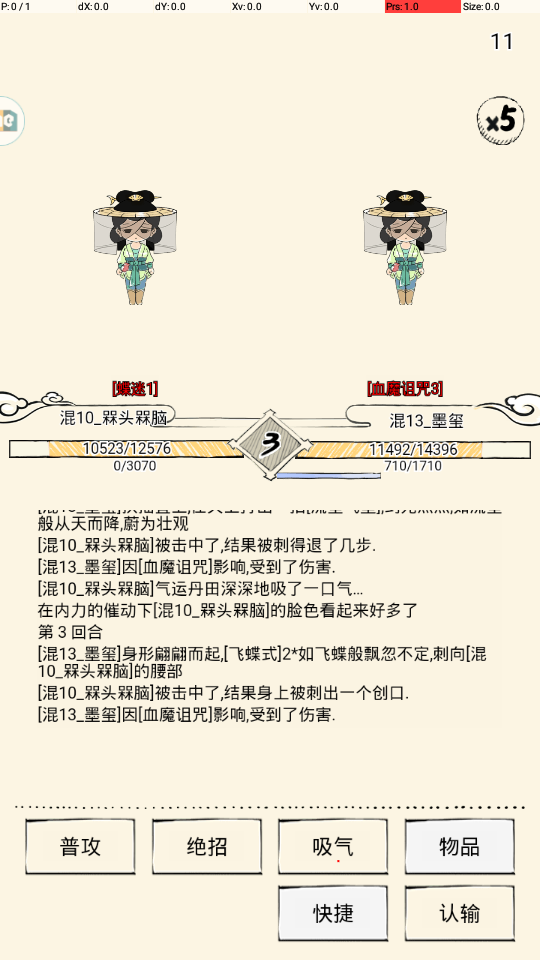 P: 0 / 1 dX: 0.0 dY: 0.0 Xv: 0.0 Yv: 0.0 Prs: 1.0 Size: 0.0
11
x5
[蝶迷1] [血魔诅咒3]
混10_槑头槑脑 混13_墨玺
3
10523/12576 11492/14396
0/3070 710/1710
般从天而降,蔚为壮观
[混10_槑头槑脑]被击中了,结果被刺得退了几步.
[混13_墨玺]因[血魔诅咒]影响,受到了伤害.
[混10_槑头槑脑]气运丹田深深地吸了一口气...
在内力的催动下[混10_槑头槑脑]的脸色看起来好多了
第 3 回合
[混13_墨玺]身形翩翩而起,[飞蝶式]2*如飞蝶般飘忽不定,刺向[混
10_槑头槑脑]的腰部
[混10_槑头槑脑]被击中了,结果身上被刺出一个创口.
[混13_墨玺]因[血魔诅咒]影响,受到了伤害.
普攻 绝招 吸气 物品
快捷 认输